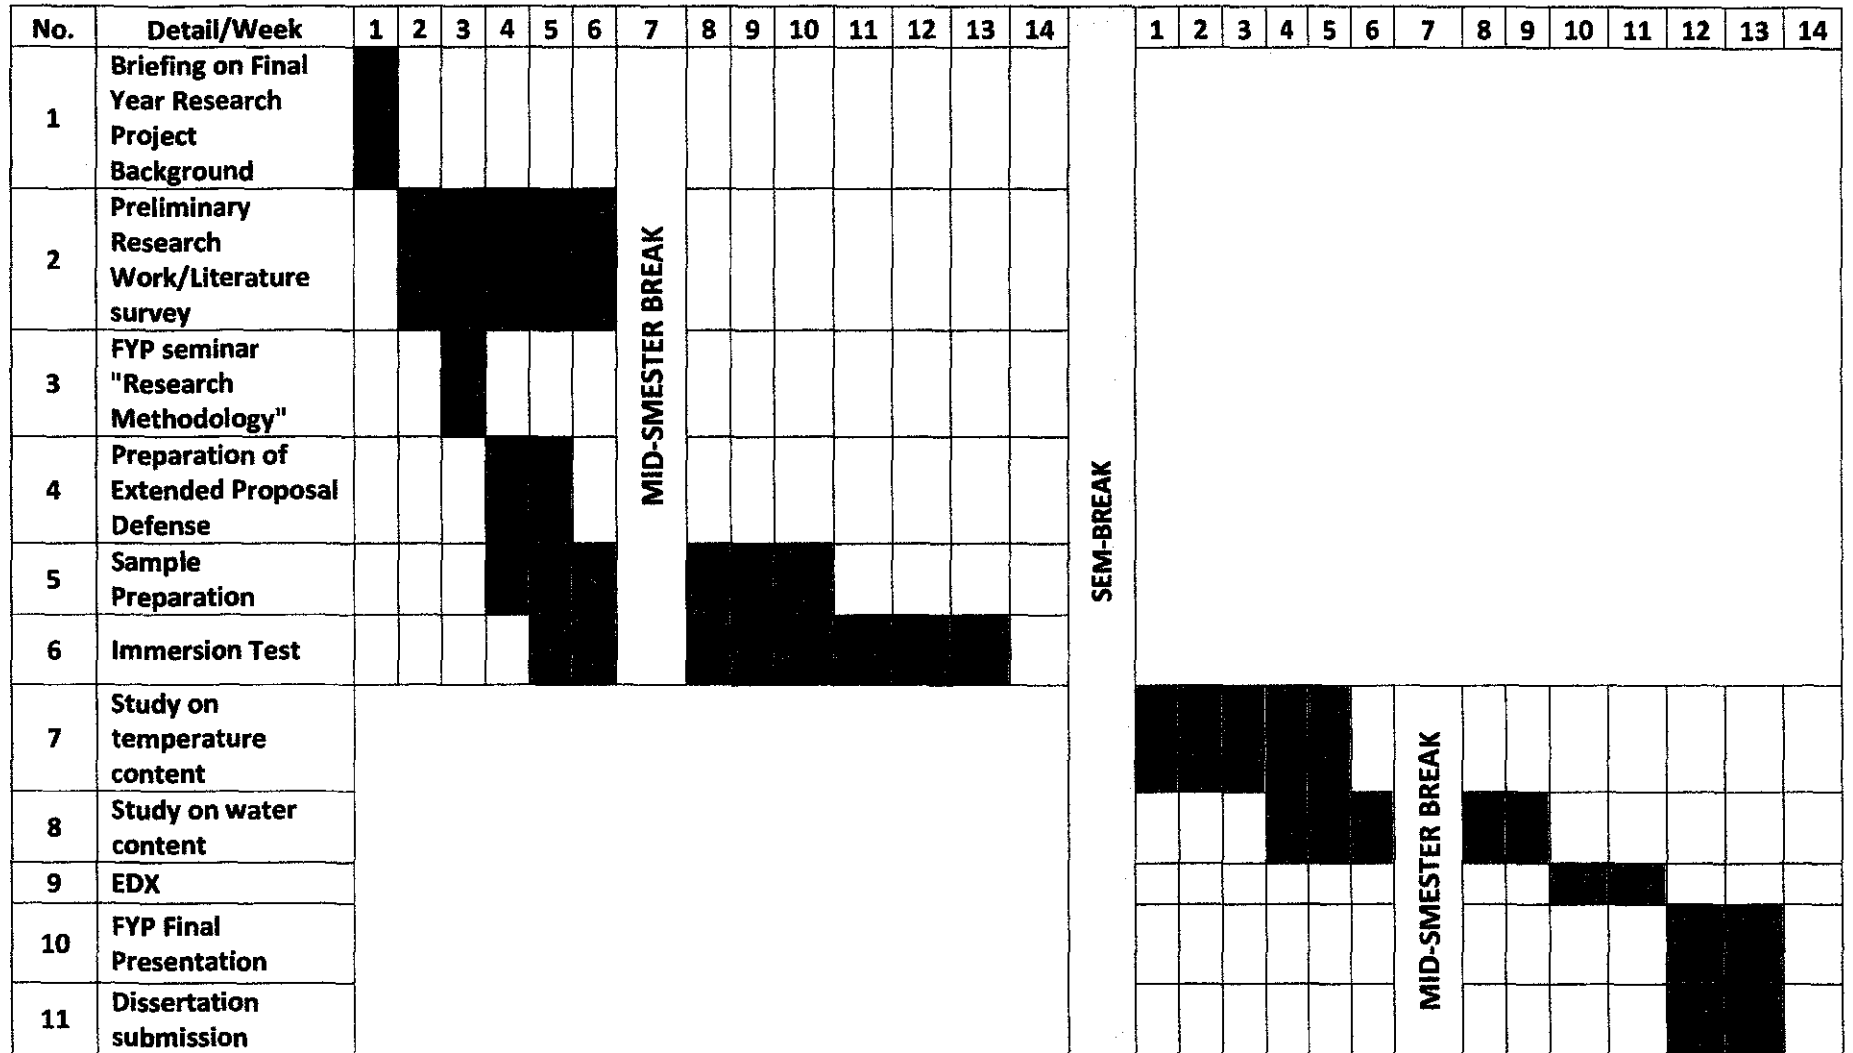 No. Detail/Week 1 2 3 4 5 6 7 8 9 10 11 12 13 14 1 2 3 4 5 6 7 8 9 10 11 12 13 14
1
Briefing on Final
Year Research
Project
Background
2
Preliminary
Research
Work/Literature
survey
3
FYP seminar
"Research
Methodology"
4
Preparation of
Extended Proposal
Defense
5
Sample
Preparation
6
Immersion Test
MID-SMESTER BREAK
SEM-BREAK
7
Study on
temperature
content
8
Study on water
content
9
EDX
10
FYP Final
Presentation
11
Dissertation
submission
MID-SMESTER BREAK